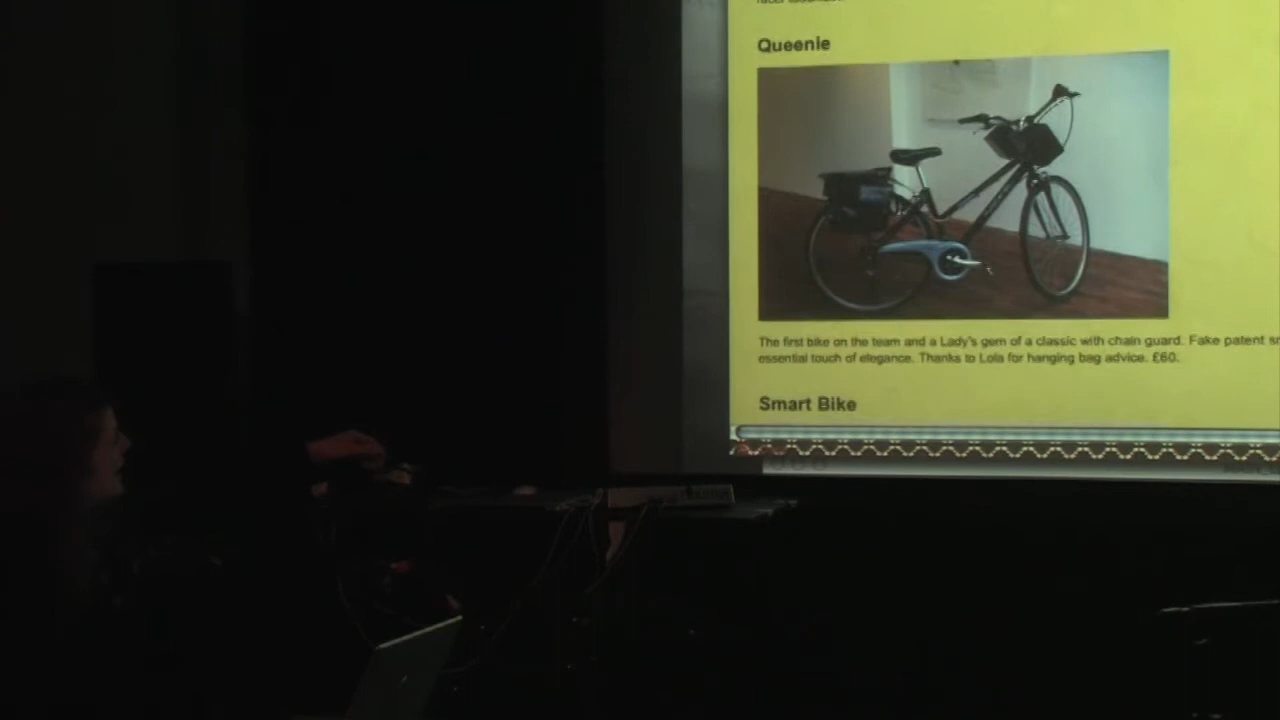 Queenie
The first bike on the team and a Lady's gem of a classic with chain guard. Fake patent
essential touch of elegance. Thanks to Lola for hanging bag advice. £60.
Smart Bike